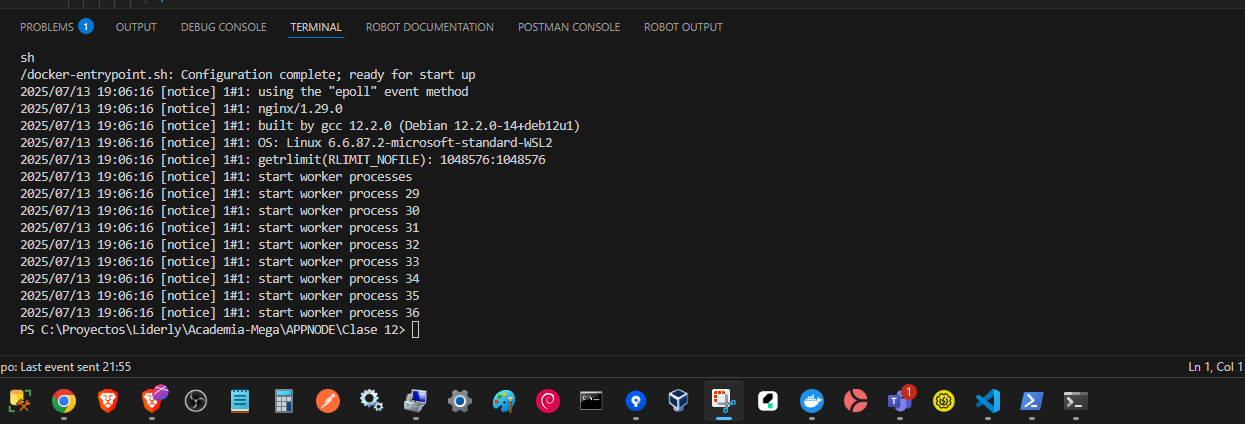 PROBLEMS 1 OUTPUT DEBUG CONSOLE TERMINAL ROBOT DOCUMENTATION POSTMAN CONSOLE ROBOT OUTPUT
sh
/docker-entrypoint.sh: Configuration complete; ready for start up
2025/07/13 19:06:16 [notice] 1#1: using the "epoll" event method
2025/07/13 19:06:16 [notice] 1#1: nginx/1.29.0
2025/07/13 19:06:16 [notice] 1#1: built by gcc 12.2.0 (Debian 12.2.0-14+deb12u1)
2025/07/13 19:06:16 [notice] 1#1: OS: Linux 6.6.87.2-microsoft-standard-WSL2
2025/07/13 19:06:16 [notice] 1#1: getrlimit(RLIMIT_NOFILE): 1048576:1048576
2025/07/13 19:06:16 [notice] 1#1: start worker processes
2025/07/13 19:06:16 [notice] 1#1: start worker process 29
2025/07/13 19:06:16 [notice] 1#1: start worker process 30
2025/07/13 19:06:16 [notice] 1#1: start worker process 31
2025/07/13 19:06:16 [notice] 1#1: start worker process 32
2025/07/13 19:06:16 [notice] 1#1: start worker process 33
2025/07/13 19:06:16 [notice] 1#1: start worker process 34
2025/07/13 19:06:16 [notice] 1#1: start worker process 35
2025/07/13 19:06:16 [notice] 1#1: start worker process 36
PS C:\Proyectos\Liderly\Academia-Mega\APPNODE\Clase 12>
po: Last event sent 21:55 Ln 1, Col 1
1